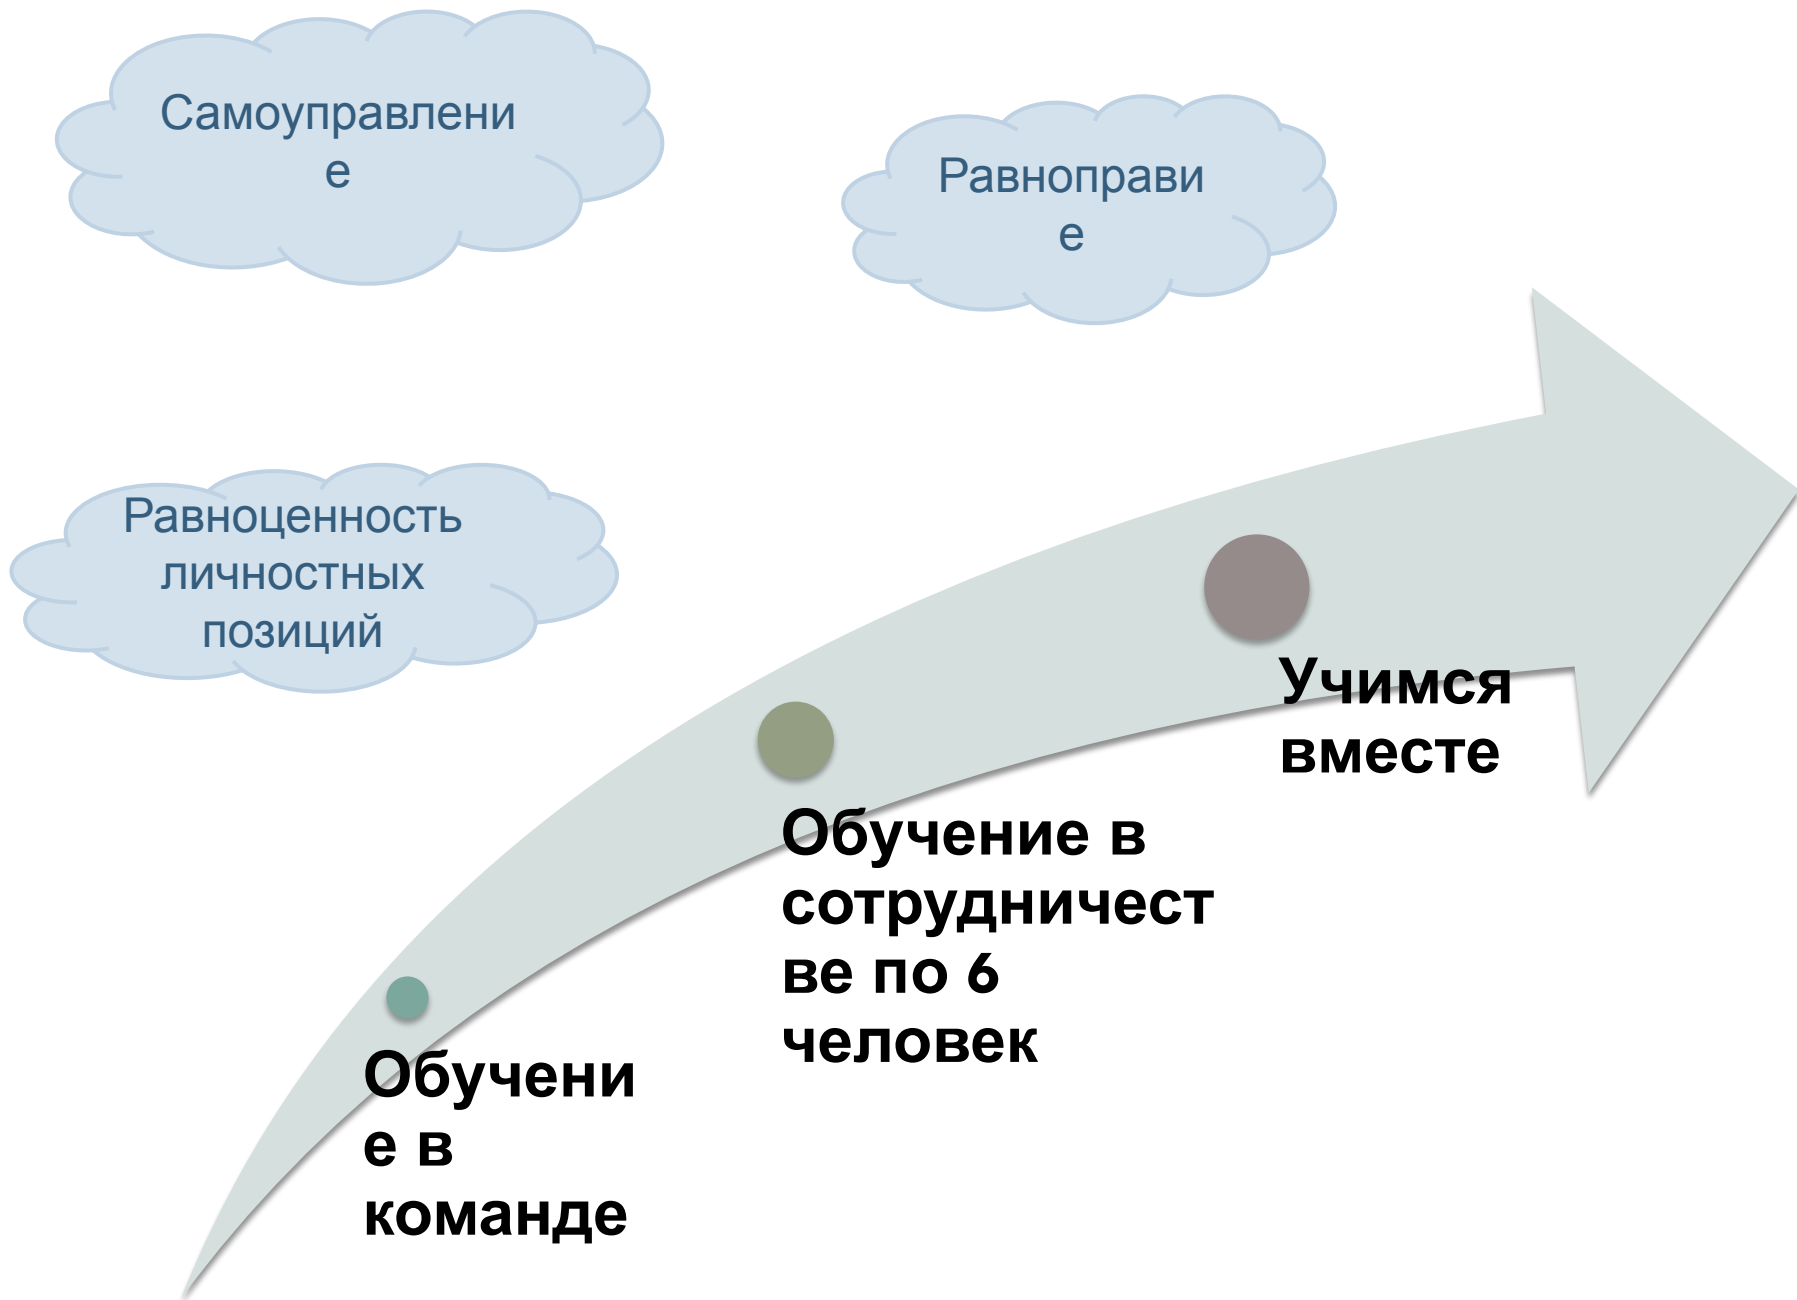 Самоуправлени
е
Равноправи
е
Равноценность
личностных
позиций
Учимся
вместе
Обучение в
сотрудничест
ве по 6
человек
Обучени
е в
команде